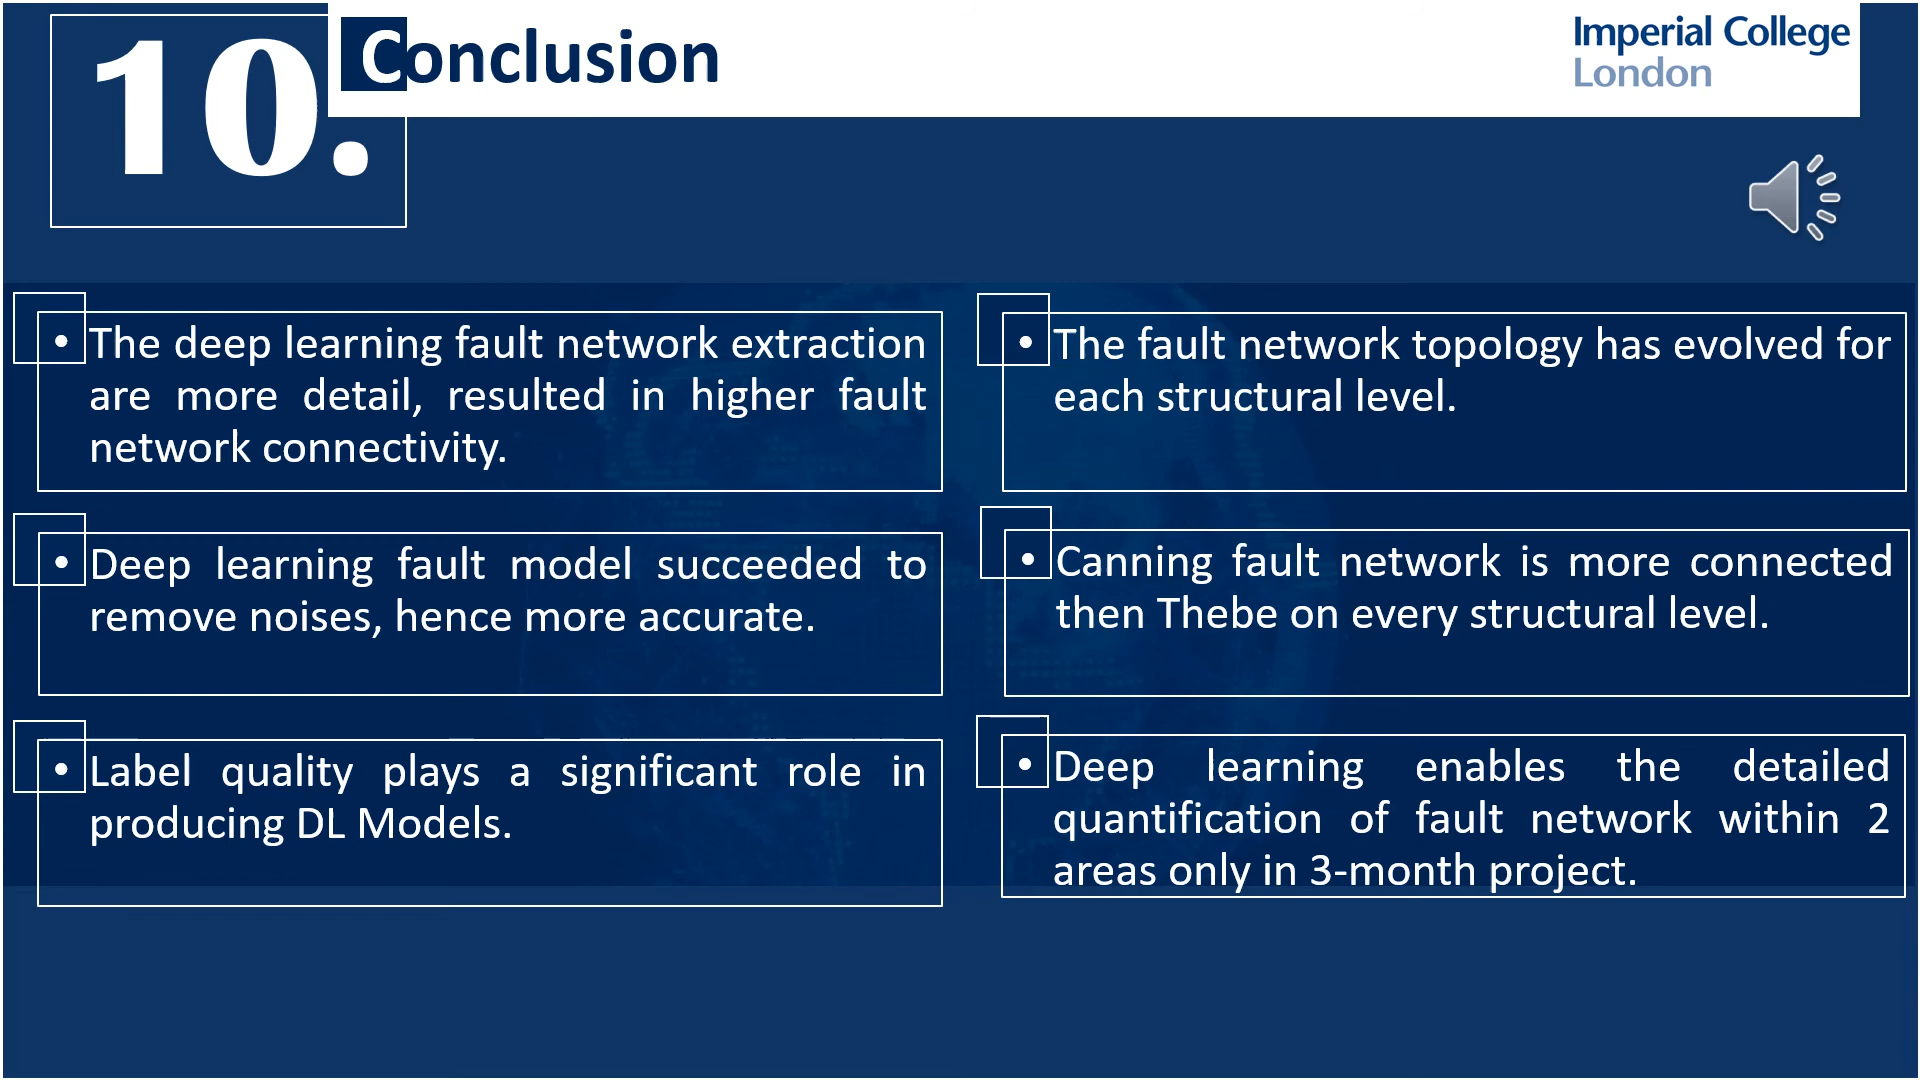 10.
Conclusion
Imperial College
London
• The deep learning fault network extraction
are more detail, resulted in higher fault
network connectivity.
• Deep learning fault model succeeded to
remove noises, hence more accurate.
• Label quality plays a significant role in
producing DL Models.
• The fault network topology has evolved for
each structural level.
• Canning fault network is more connected
then Thebe on every structural level.
• Deep learning enables the detailed
quantification of fault network within 2
areas only in 3-month project.